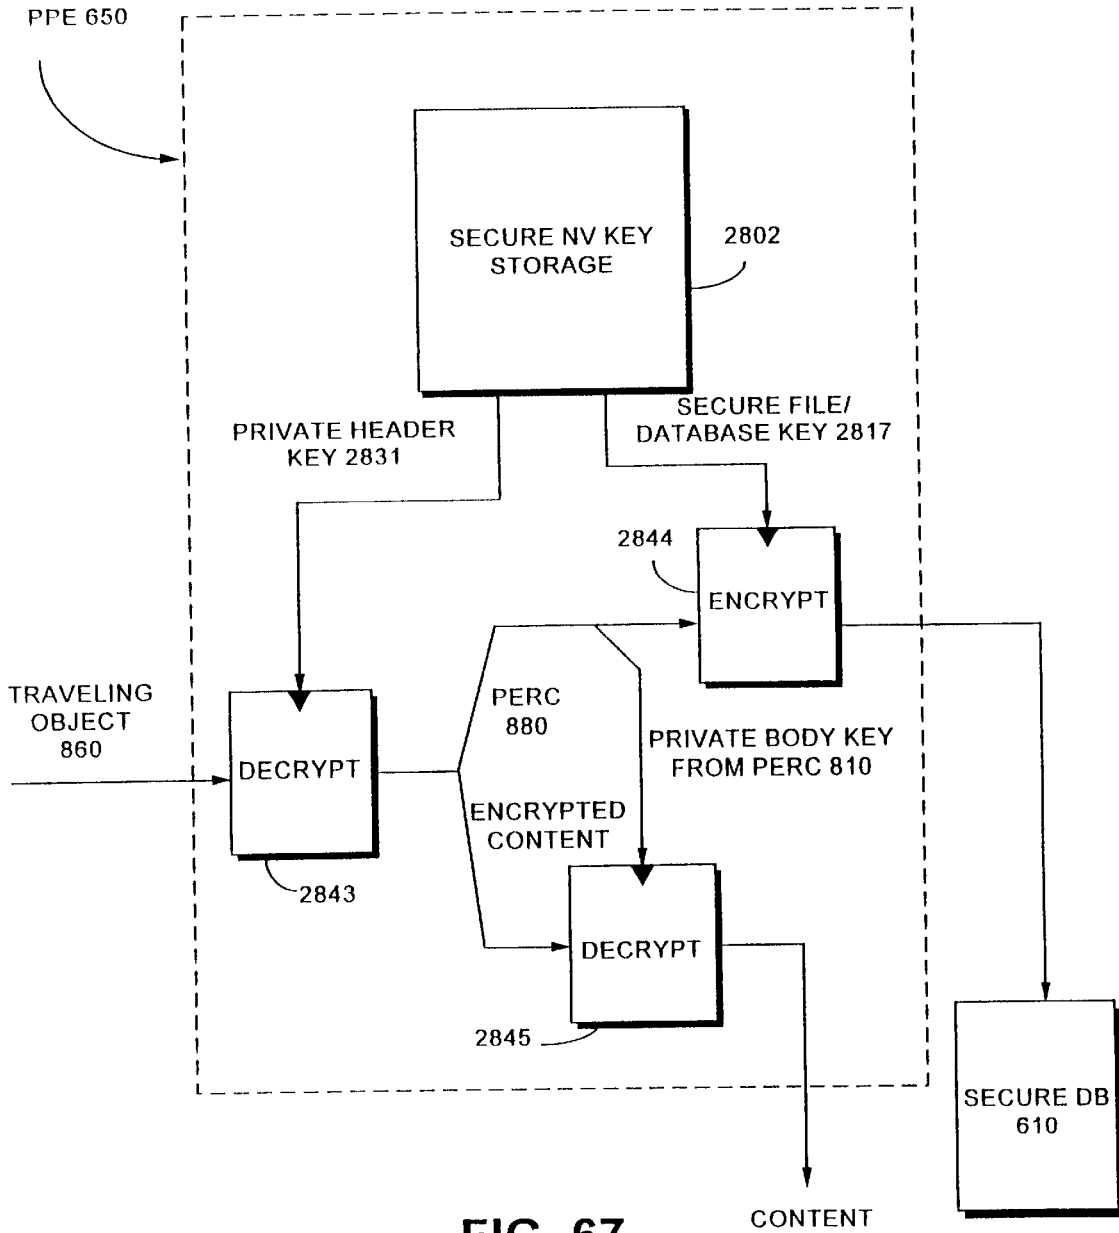 PPE 650
SECURE NV KEY
STORAGE
2802
PRIVATE HEADER
KEY 2831
SECURE FILE/
DATABASE KEY 2817
2844
ENCRYPT
TRAVELING
OBJECT
860
DECRYPT
PERC
880
PRIVATE BODY KEY
FROM PERC 810
ENCRYPTED
CONTENT
2843
DECRYPT
2845
SECURE DB
610
CONTENT
FIG. 67